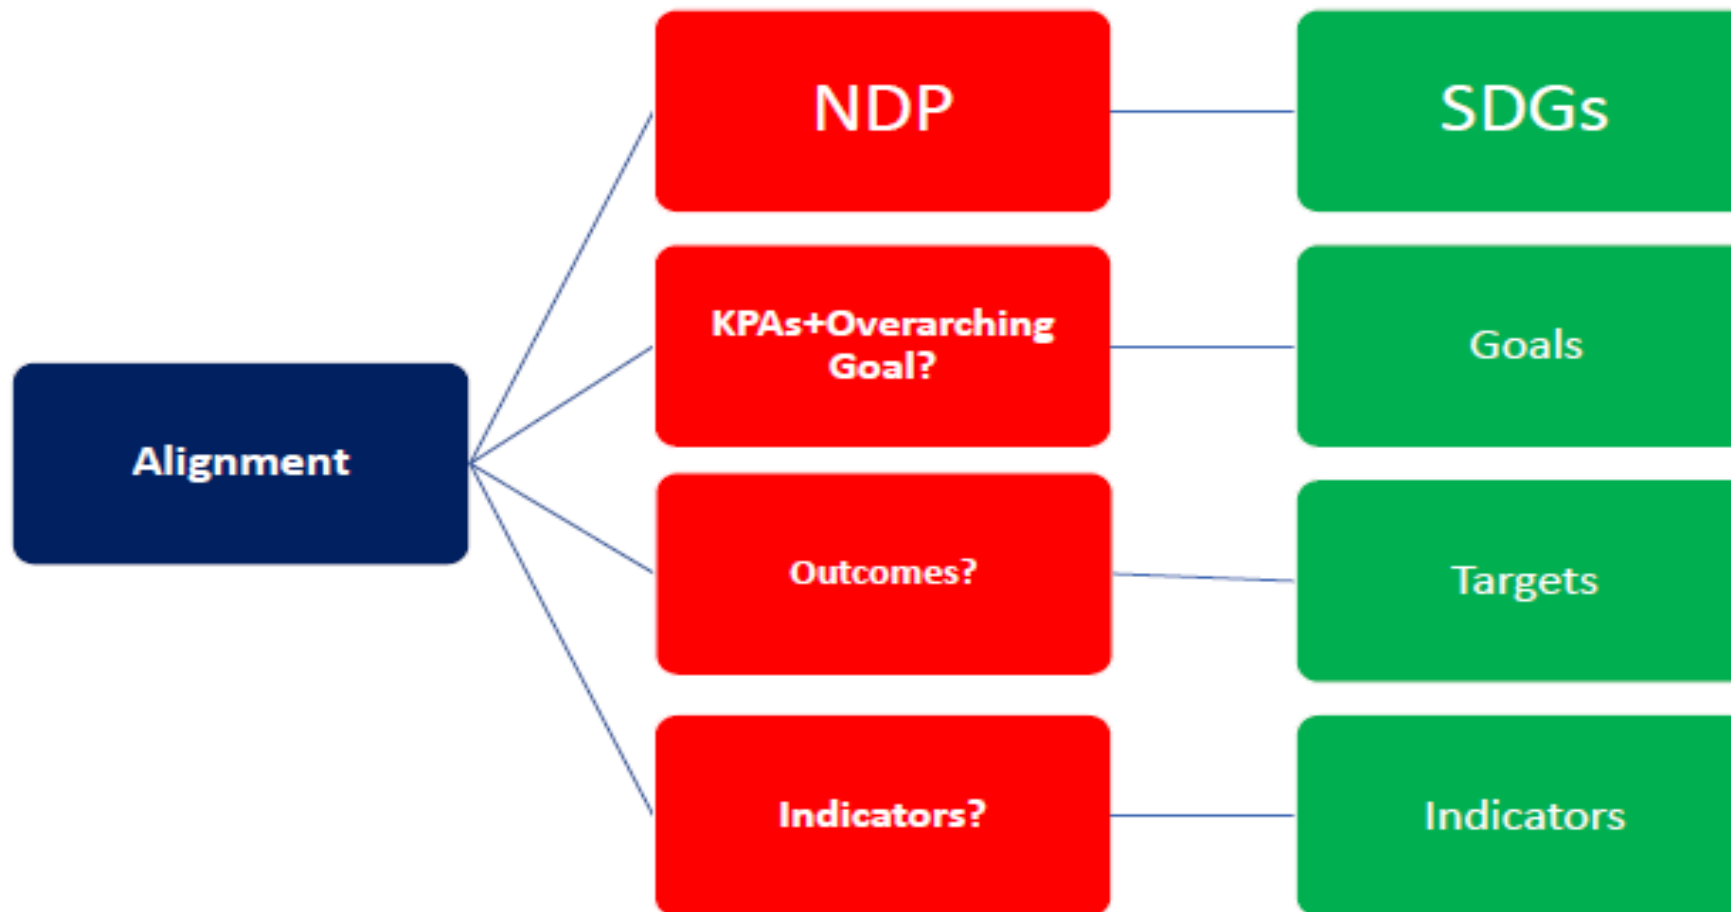 NDP
SDGs
KPAs+Overarching
Goal?
Goals
Alignment
Outcomes?
Targets
Indicators?
Indicators